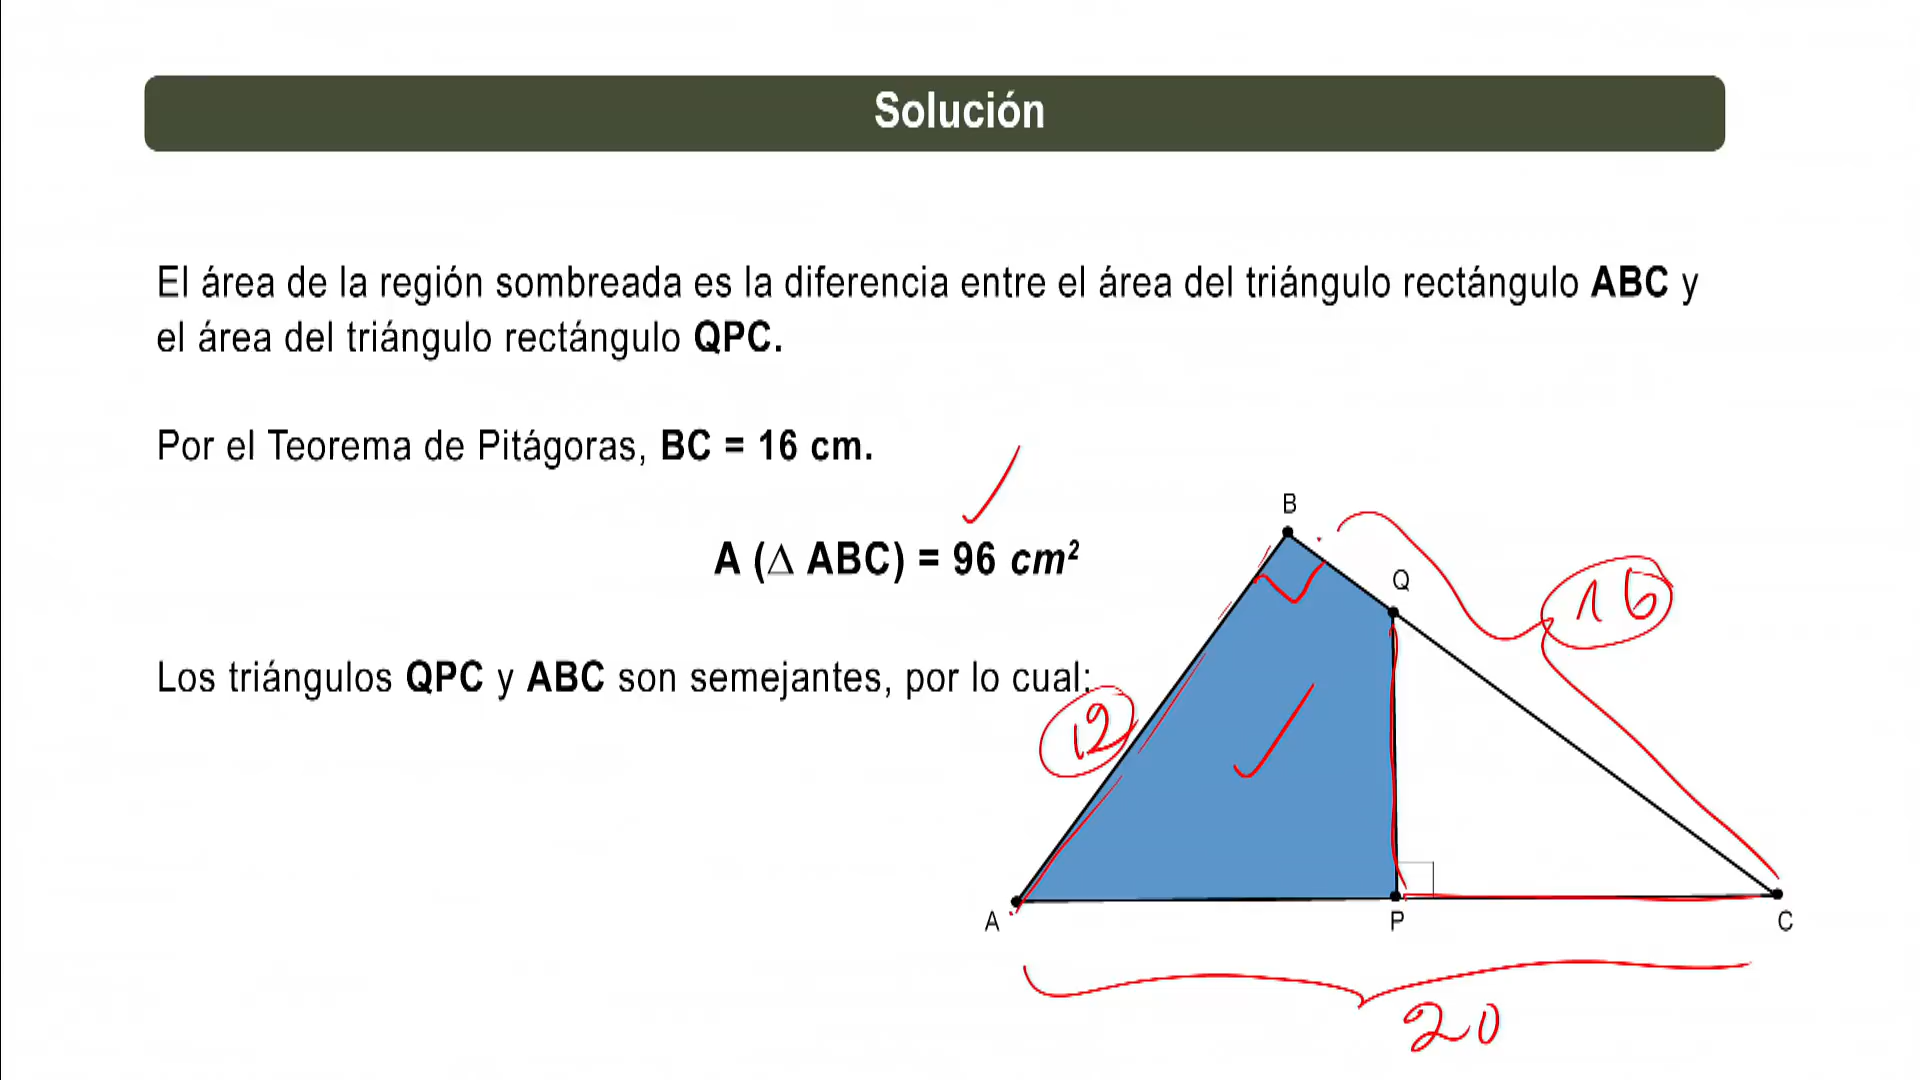 Solución
El área de la región sombreada es la diferencia entre el área del triángulo rectángulo ABC y
el área del triángulo rectángulo QPC.
Por el Teorema de Pitágoras, BC = 16 cm.
A (∆ ABC) = 96 cm²
Los triángulos QPC y ABC son semejantes, por lo cual:
B
Q
16
12
A
P
C
20